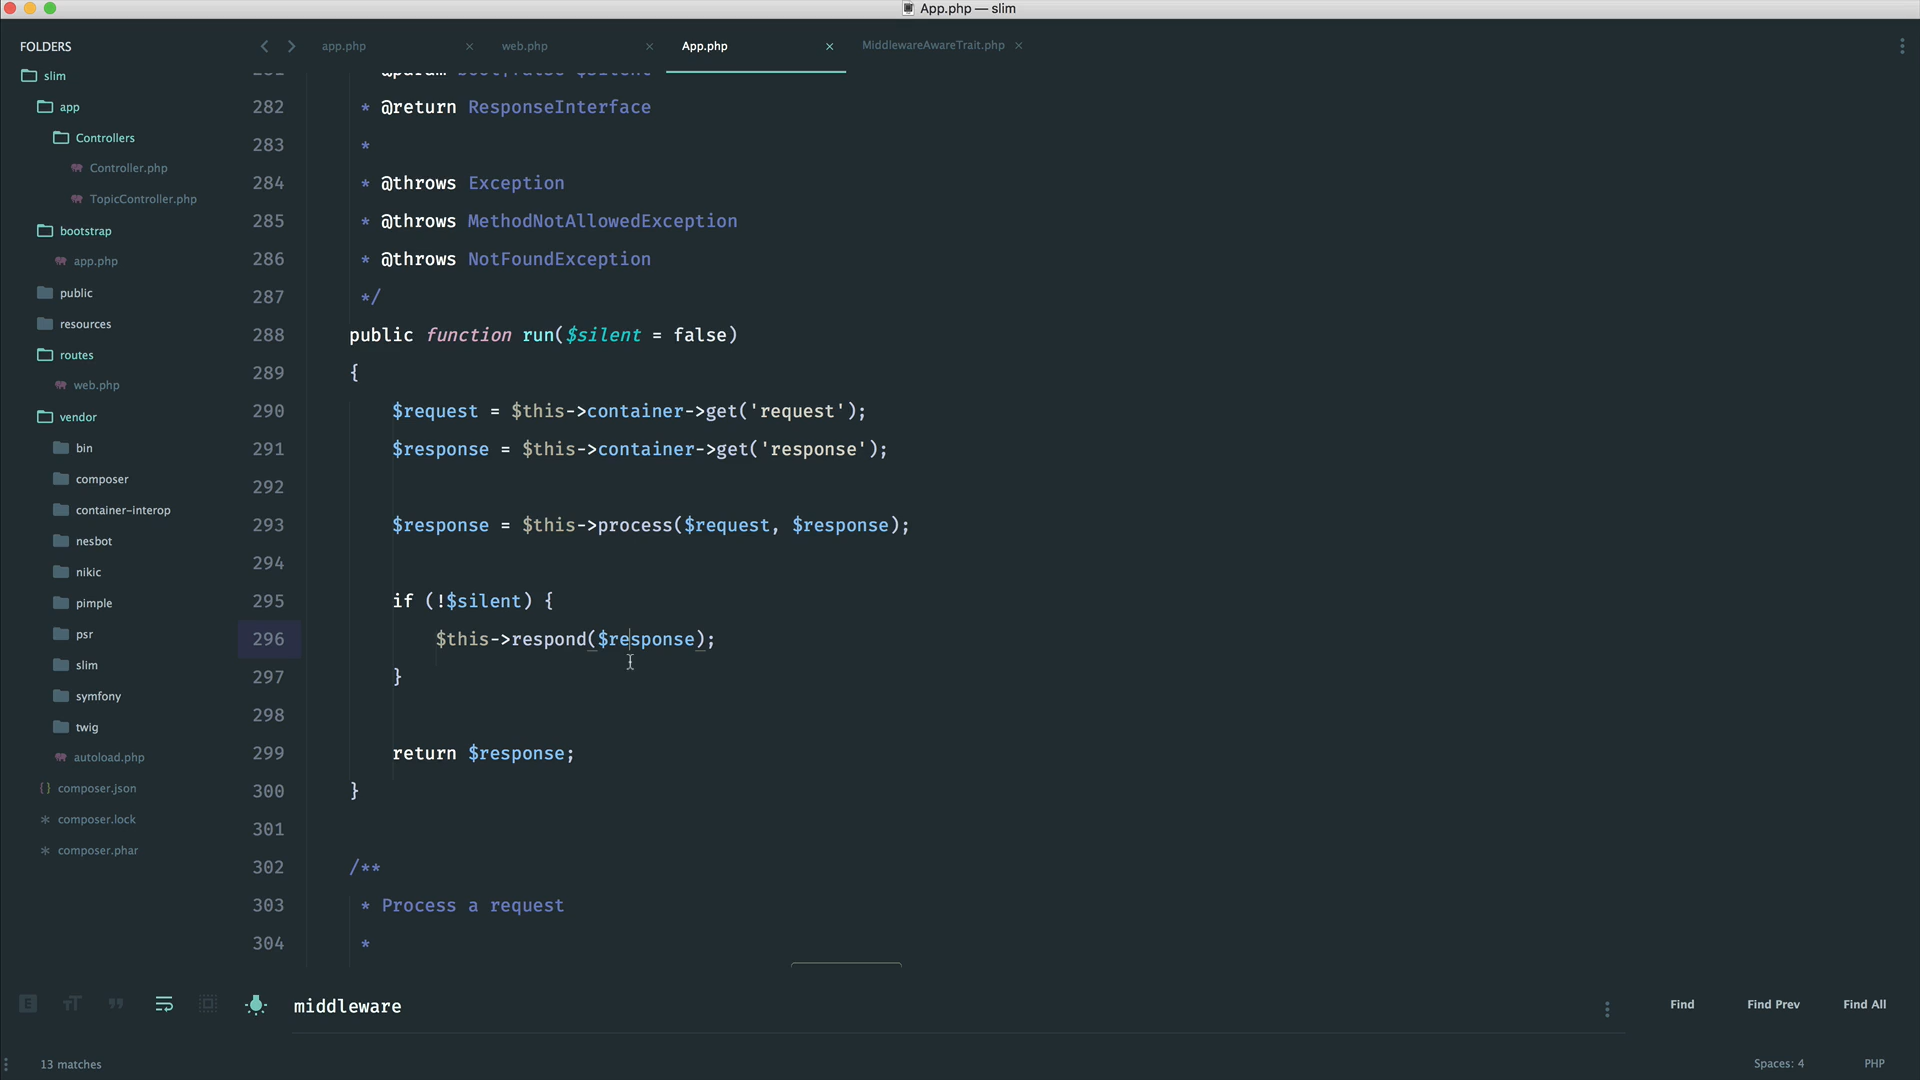 App.php — slim
FOLDERS
slim
app
Controllers
Controller.php
TopicController.php
bootstrap
app.php
public
resources
routes
web.php
vendor
bin
composer
container-interop
nesbot
nikic
pimple
psr
slim
symfony
twig
autoload.php
{} composer.json
* composer.lock
* composer.phar
app.php ×
web.php ×
App.php ×
MiddlewareAwareTrait.php ×
282 * @return ResponseInterface
283 *
284 * @throws Exception
285 * @throws MethodNotAllowedException
286 * @throws NotFoundException
287 */
288 public function run($silent = false)
289 {
290 $request = $this->container->get('request');
291 $response = $this->container->get('response');
292
293 $response = $this->process($request, $response);
294
295 if (!$silent) {
296 $this->respond($response);
297 }
298
299 return $response;
300 }
301
302 /**
303 * Process a request
304 *
middleware
Find
Find Prev
Find All
13 matches
Spaces: 4
PHP